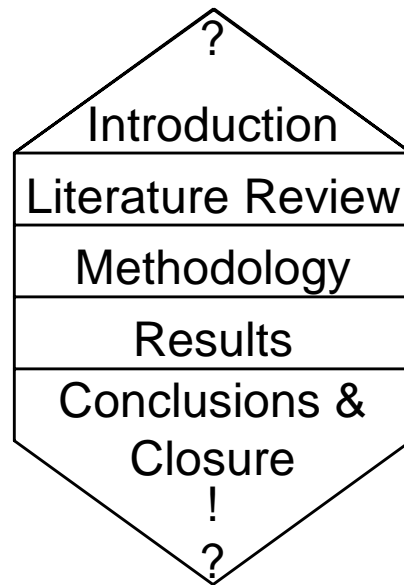 ?
Introduction
Literature Review
Methodology
Results
Conclusions &
Closure
!
?